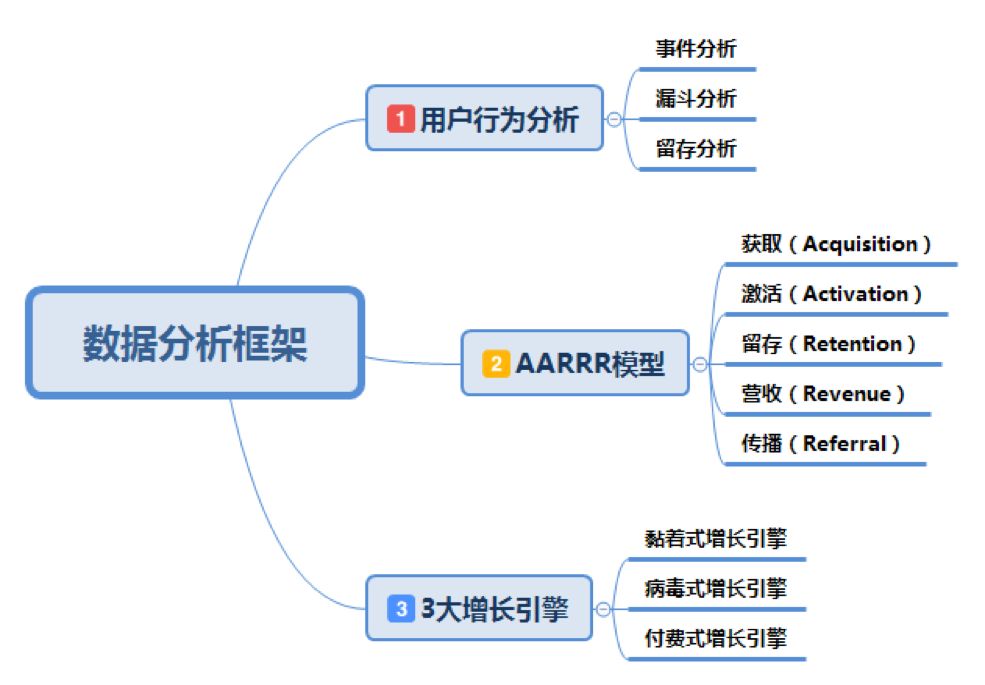 数据分析框架
1 用户行为分析
事件分析
漏斗分析
留存分析
2 AARRR模型
获取（Acquisition）
激活（Activation）
留存（Retention）
营收（Revenue）
传播（Referral）
3 3大增长引擎
黏着式增长引擎
病毒式增长引擎
付费式增长引擎